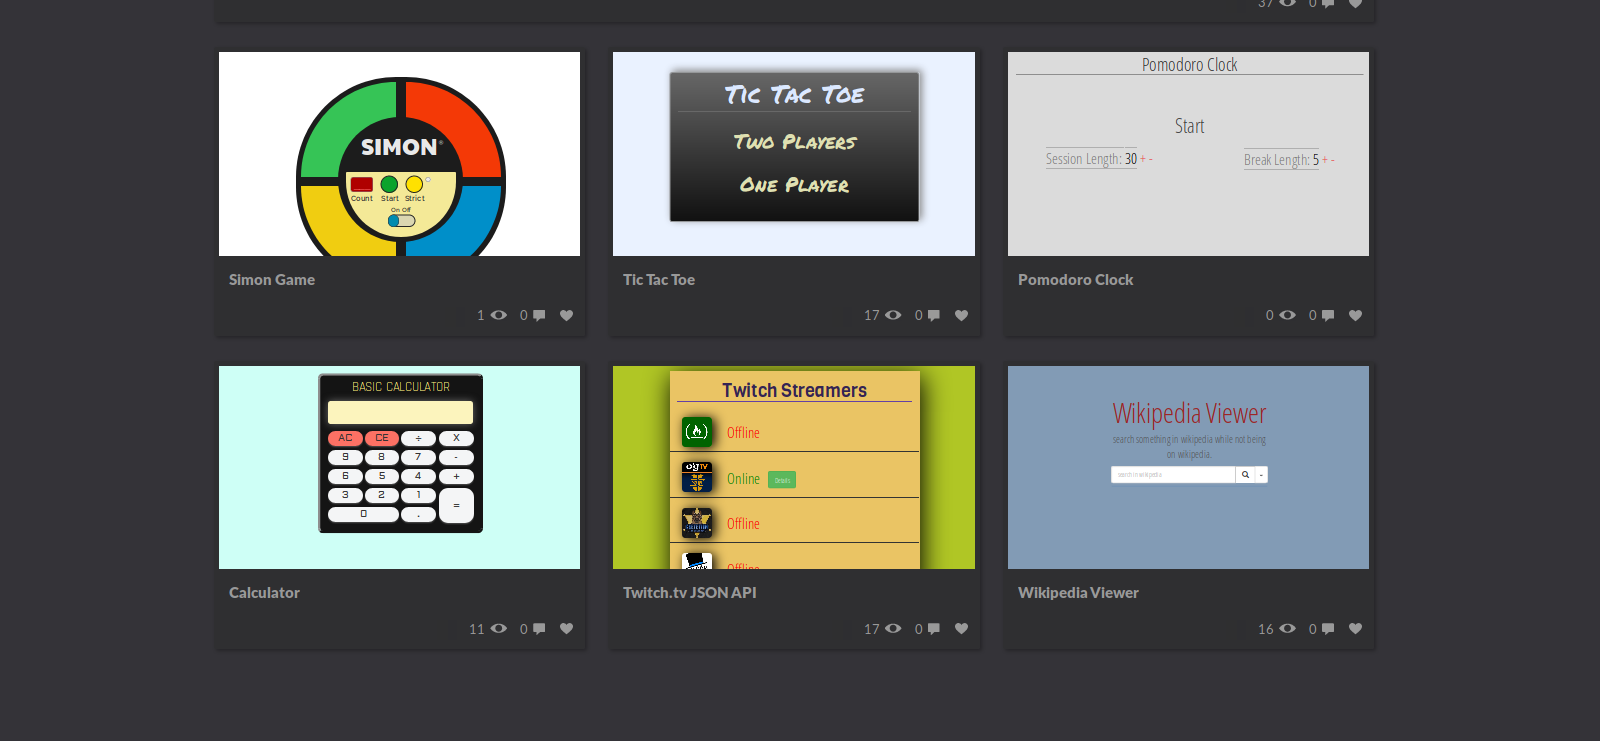 37 0
SIMON®
Count Start Strict
On Off
Tic Tac Toe
Two Players
One Player
Pomodoro Clock
Start
Session Length: 30 + -
Break Length: 5 + -
Simon Game
1 0
Tic Tac Toe
17 0
Pomodoro Clock
0 0
BASIC CALCULATOR
AC CE ÷ X
9 8 7 -
6 5 4 +
3 2 1 =
0 .
Twitch Streamers
Offline
Online Details
Offline
Offline
Wikipedia Viewer
search something in wikipedia while not being
on wikipedia.
search in wikipedia
Calculator
11 0
Twitch.tv JSON API
17 0
Wikipedia Viewer
16 0